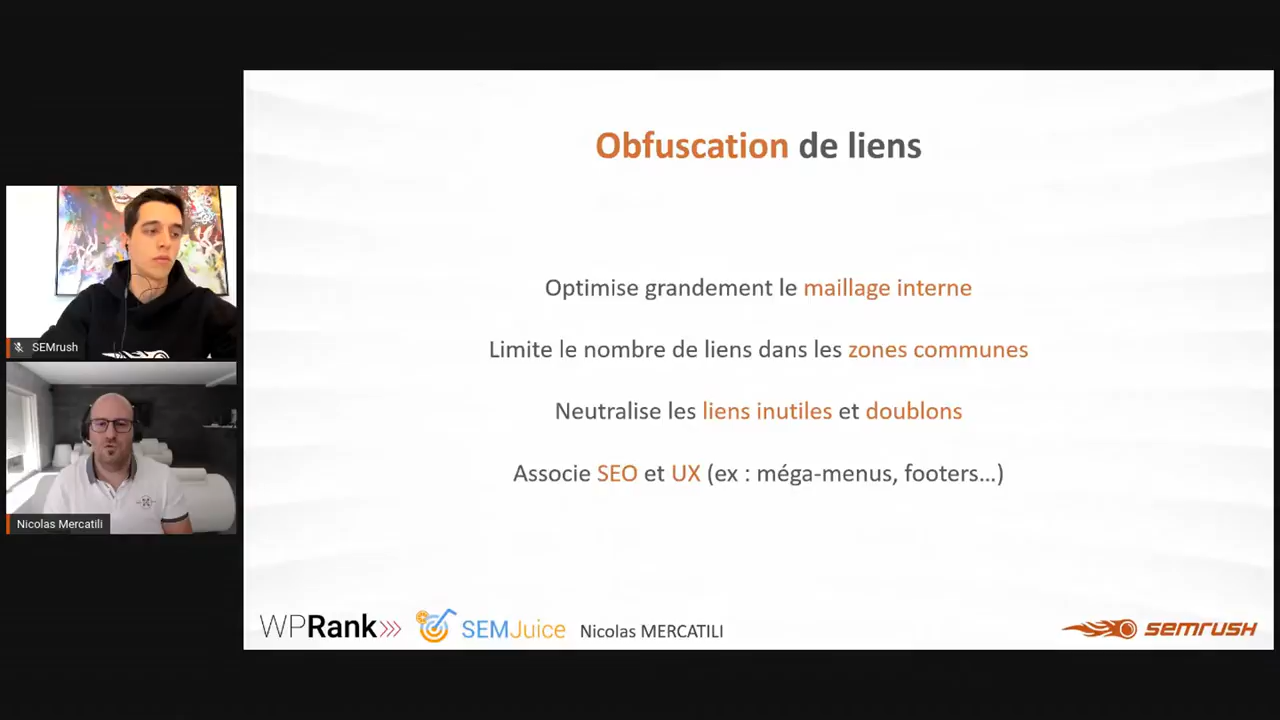 Obfuscation de liens
Optimise grandement le maillage interne
Limite le nombre de liens dans les zones communes
Neutralise les liens inutiles et doublons
Associe SEO et UX (ex : méga-menus, footers...)
SEMrush
Nicolas Mercatili
WPRank
SEMJuice
Nicolas MERCATILI
semrush